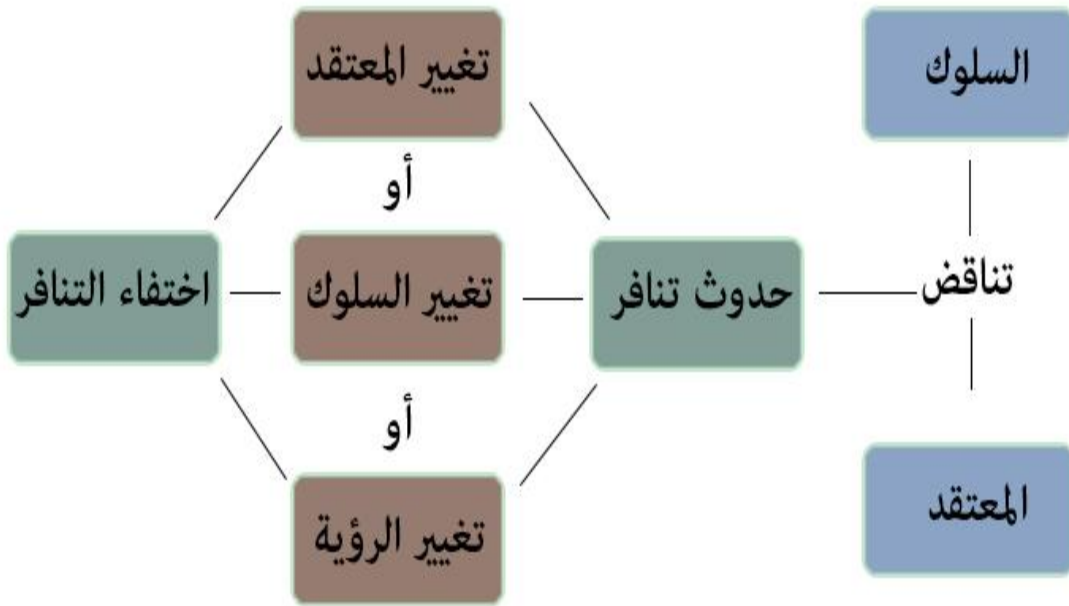 السلوك
تناقض
المعتقد
حدوث تنافر
تغيير المعتقد
أو
تغيير السلوك
أو
تغيير الرؤية
اختفاء التنافر